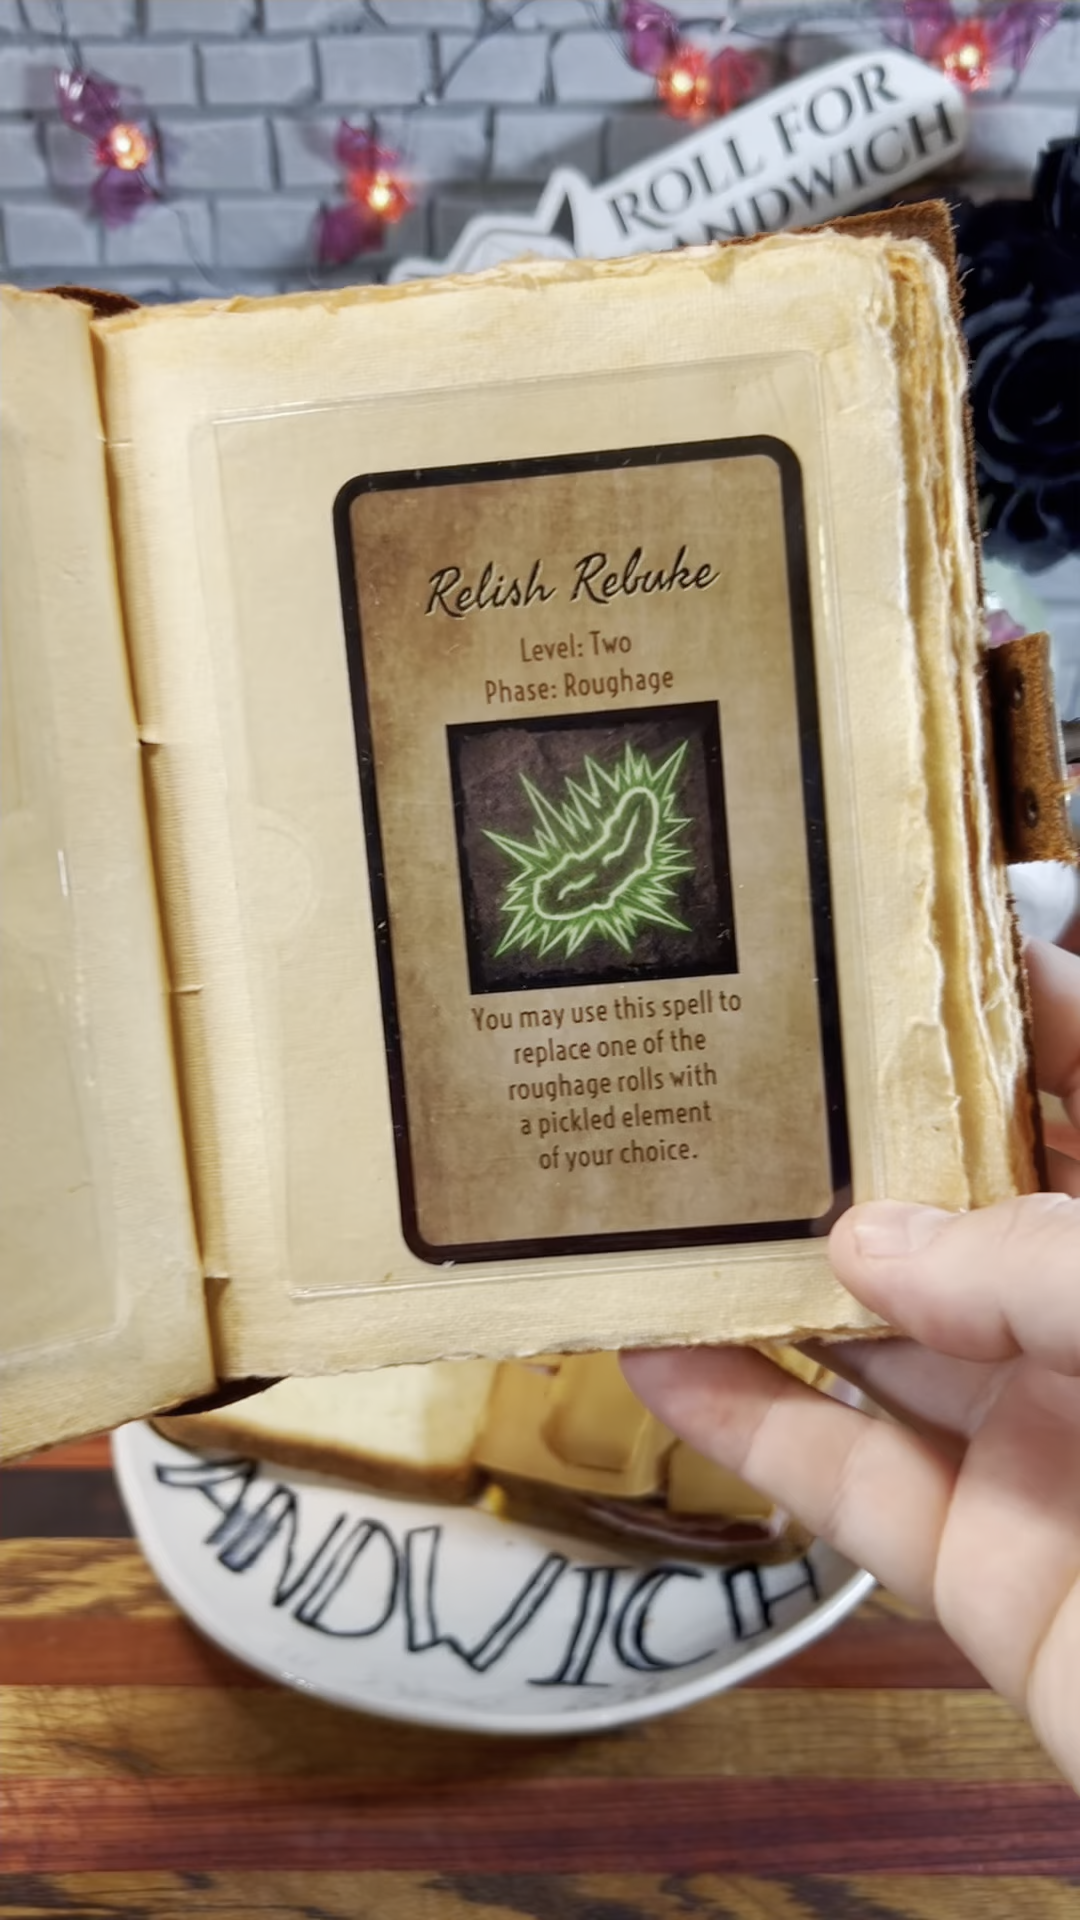 ROLL FOR
ANDWICH
Relish Rebuke
Level: Two
Phase: Roughage
You may use this spell to
replace one of the
roughage rolls with
a pickled element
of your choice.
ANDWICH